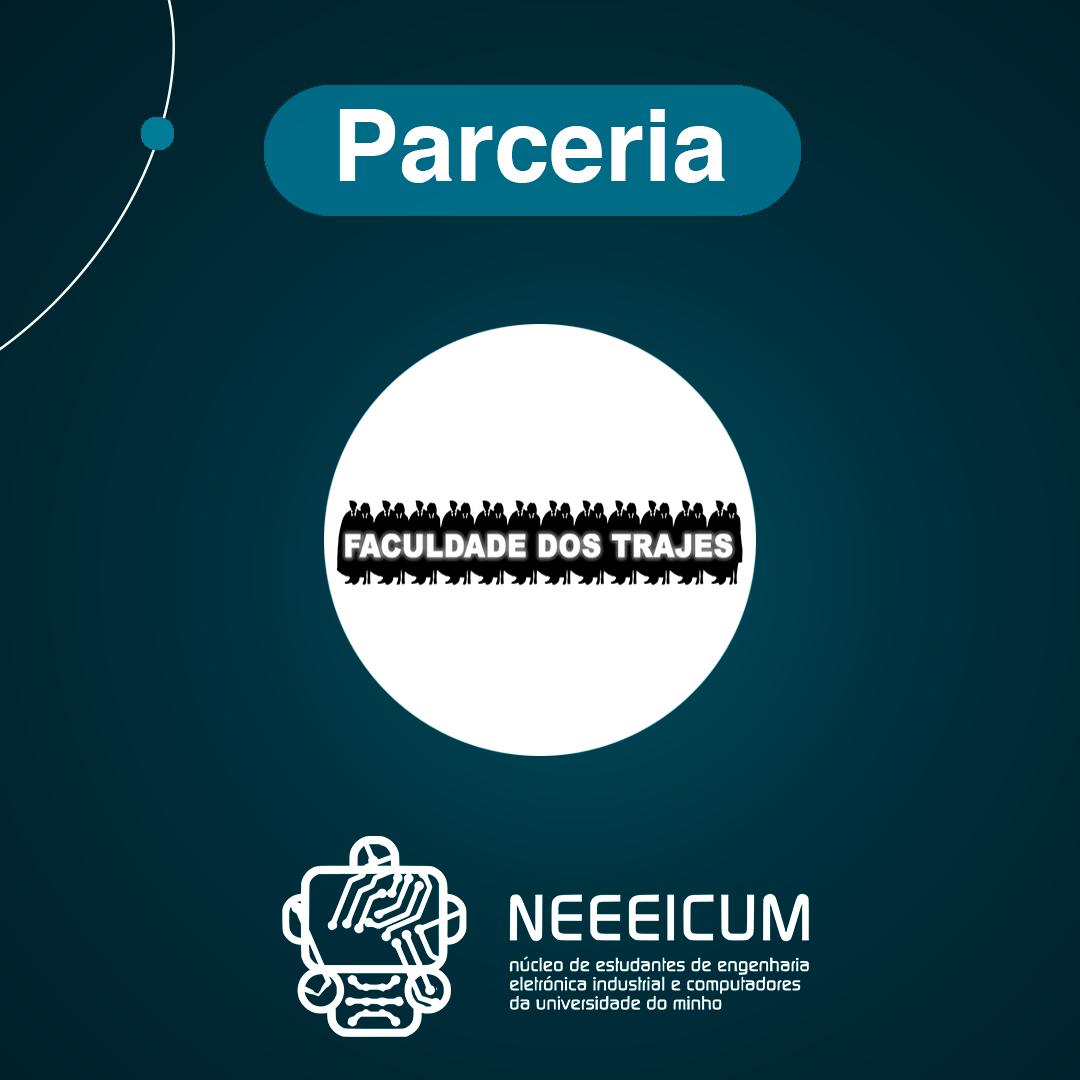 Parceria
FACULDADE DOS TRAJES
NEEEICUM
núcleo de estudantes de engenharia
eletrónica industrial e computadores
da universidade do minho